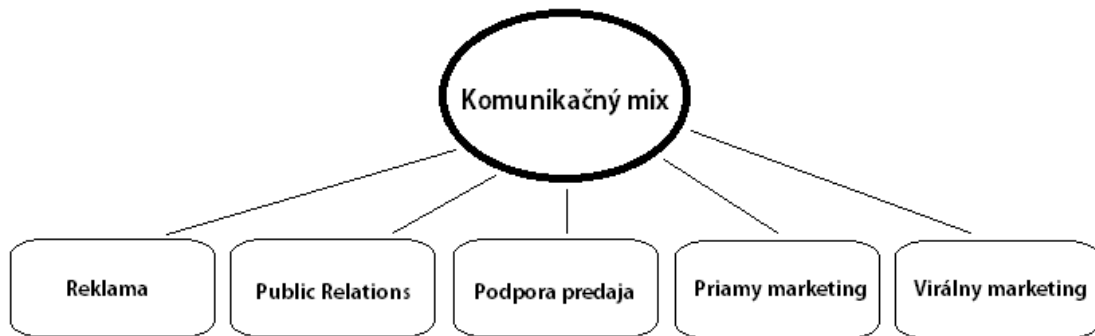 Komunikačný mix
Reklama
Public Relations
Podpora predaja
Priamy marketing
Virálny marketing